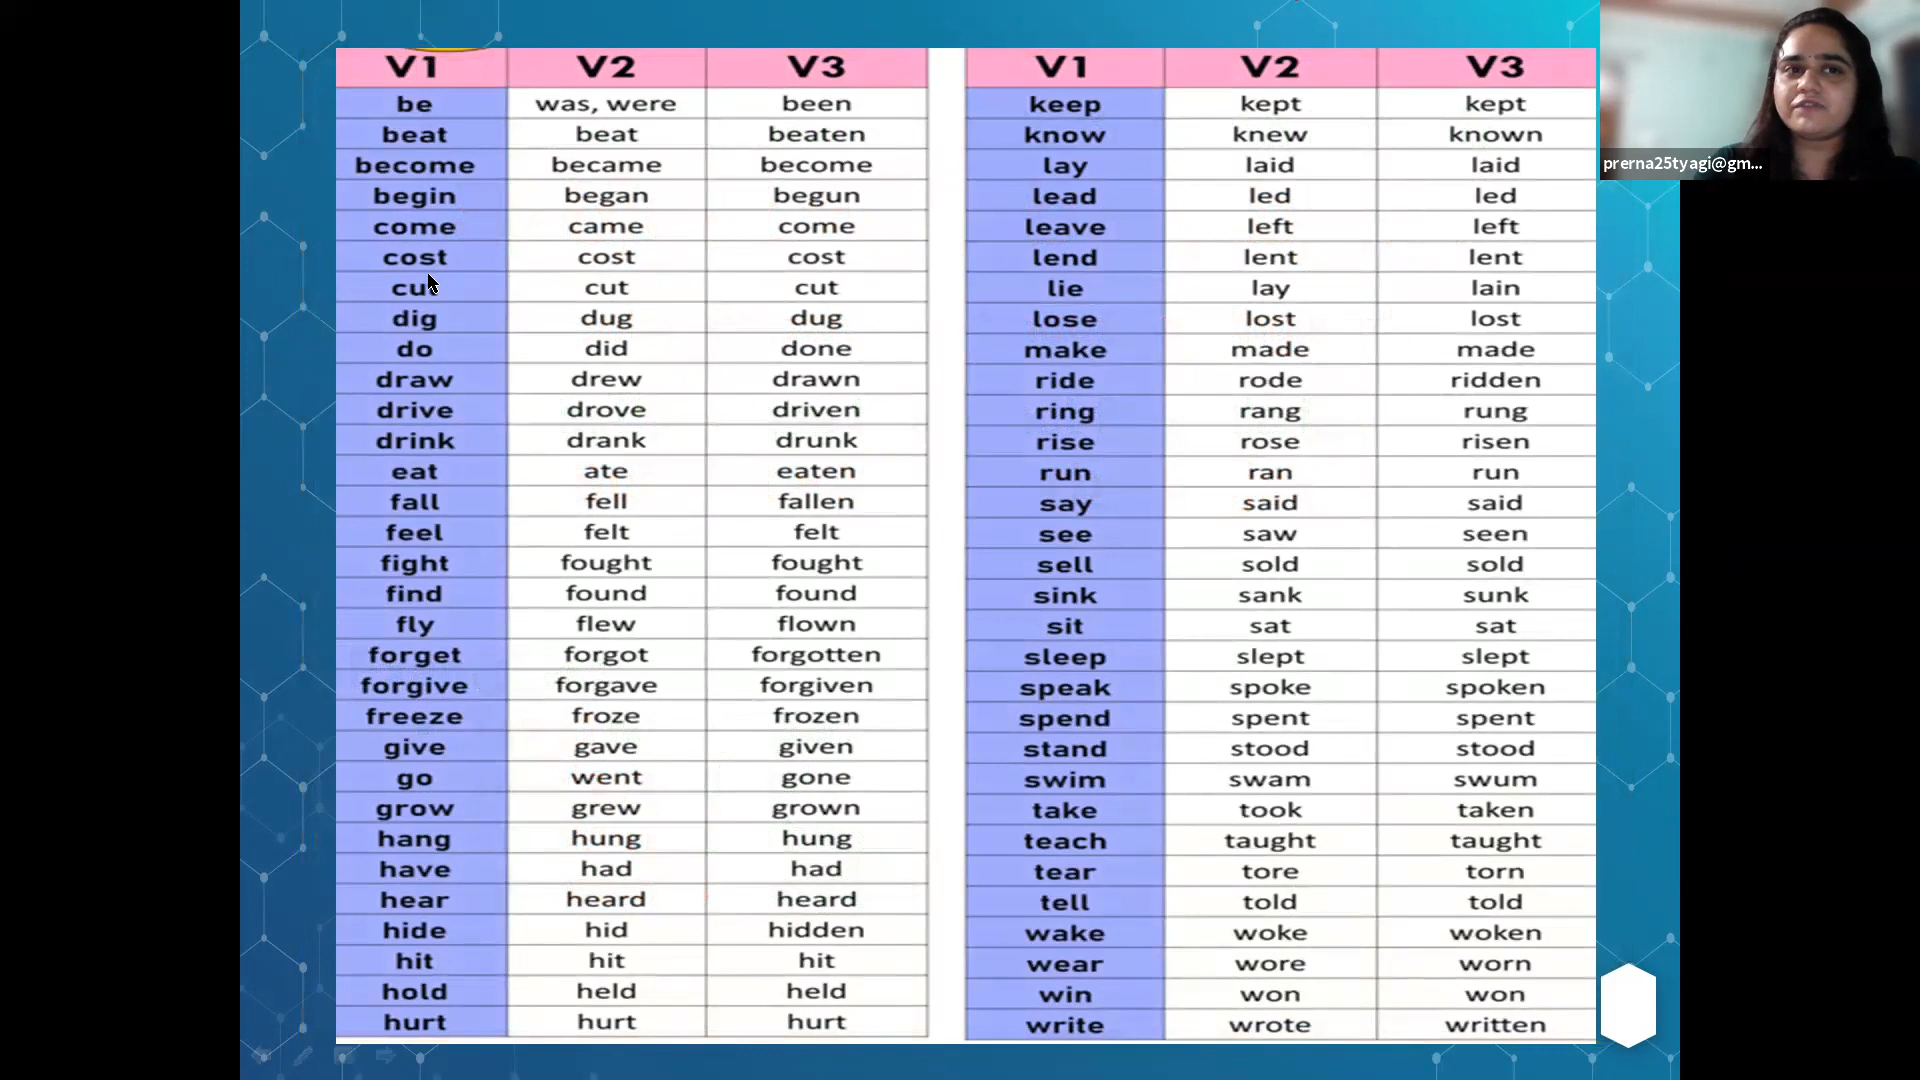 V1 V2 V3
be was, were been
beat beat beaten
become became become
begin began begun
come came come
cost cost cost
cut cut cut
dig dug dug
do did done
draw drew drawn
drive drove driven
drink drank drunk
eat ate eaten
fall fell fallen
feel felt felt
fight fought fought
find found found
fly flew flown
forget forgot forgotten
forgive forgave forgiven
freeze froze frozen
give gave given
go went gone
grow grew grown
hang hung hung
have had had
hear heard heard
hide hid hidden
hit hit hit
hold held held
hurt hurt hurt
V1 V2 V3
keep kept kept
know knew known
lay laid laid
lead led led
leave left left
lend lent lent
lie lay lain
lose lost lost
make made made
ride rode ridden
ring rang rung
rise rose risen
run ran run
say said said
see saw seen
sell sold sold
sink sank sunk
sit sat sat
sleep slept slept
speak spoke spoken
spend spent spent
stand stood stood
swim swam swum
take took taken
teach taught taught
tear tore torn
tell told told
wake woke woken
wear wore worn
win won won
write wrote written
prerna25tyagi@gm...